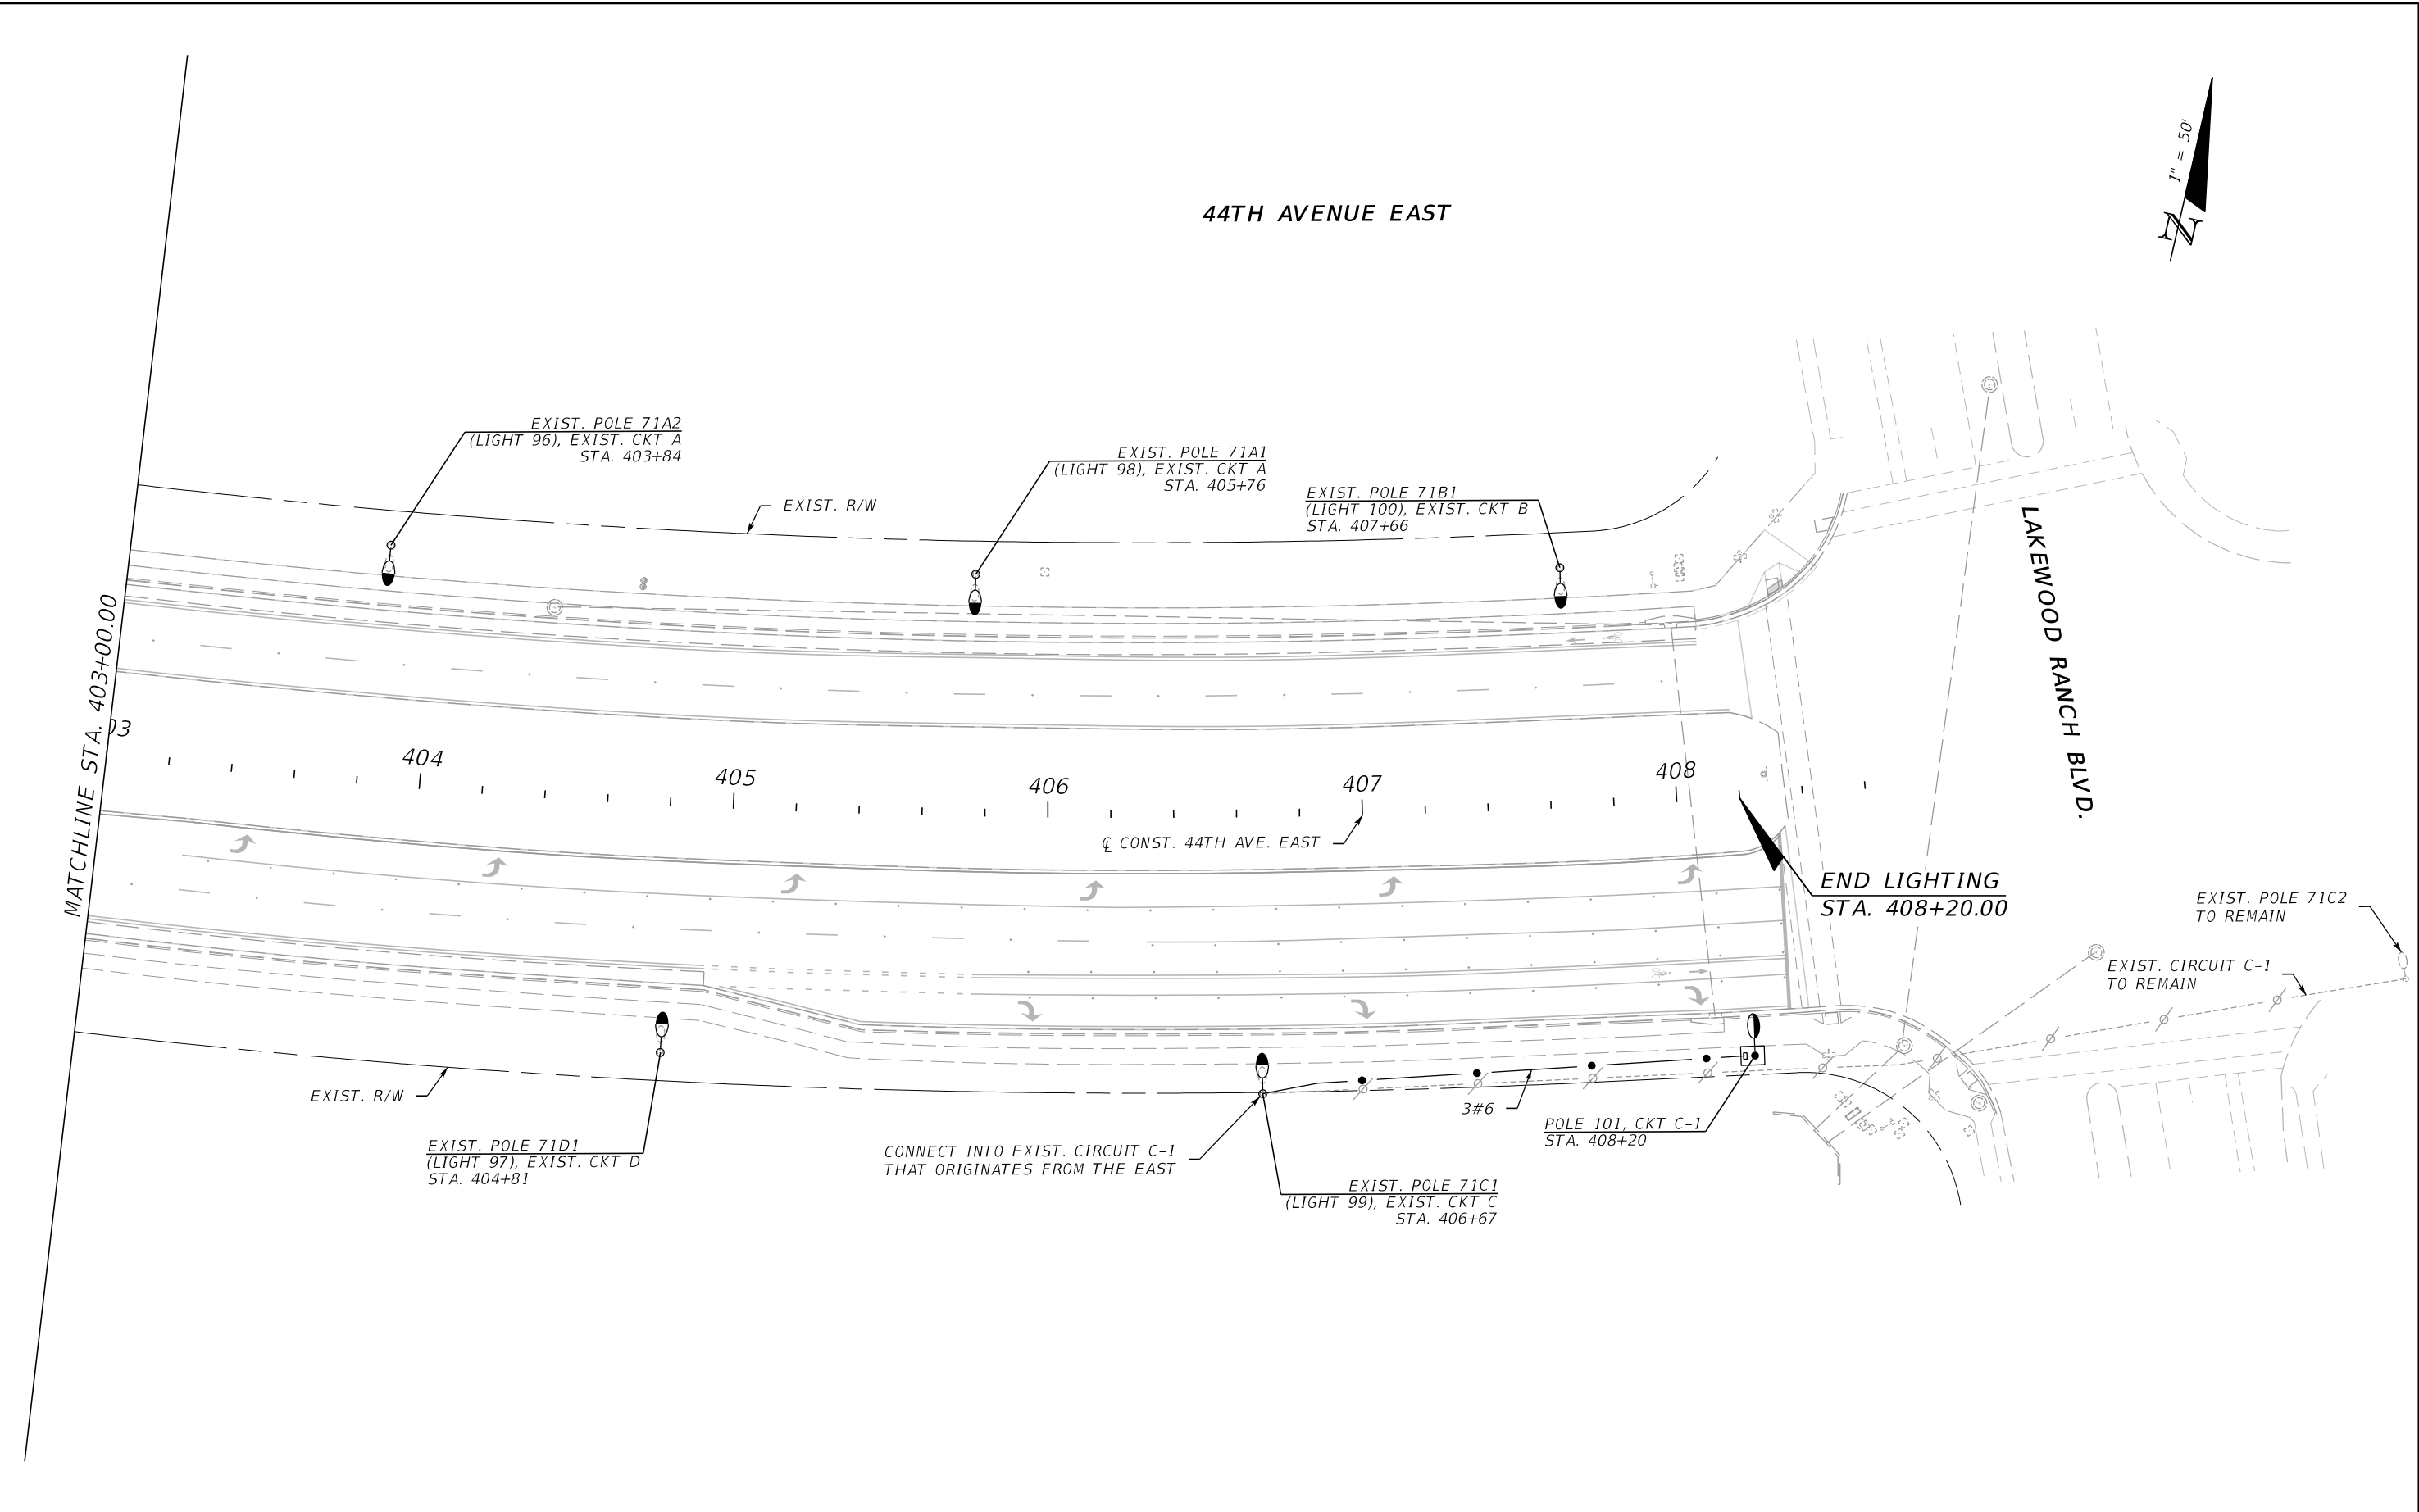 1" = 50'
N
44TH AVENUE EAST
EXIST. POLE 71A2
(LIGHT 96), EXIST. CKT A
STA. 403+84
EXIST. POLE 71A1
(LIGHT 98), EXIST. CKT A
STA. 405+76
EXIST. R/W
EXIST. POLE 71B1
(LIGHT 100), EXIST. CKT B
STA. 407+66
LAKEWOOD RANCH BLVD.
MATCHLINE STA. 403+00.00
03
404
405
406
407
408
℄ CONST. 44TH AVE. EAST
END LIGHTING
STA. 408+20.00
EXIST. POLE 71C2
TO REMAIN
EXIST. CIRCUIT C-1
TO REMAIN
EXIST. R/W
3#6
EXIST. POLE 71D1
(LIGHT 97), EXIST. CKT D
STA. 404+81
CONNECT INTO EXIST. CIRCUIT C-1
THAT ORIGINATES FROM THE EAST
POLE 101, CKT C-1
STA. 408+20
EXIST. POLE 71C1
(LIGHT 99), EXIST. CKT C
STA. 406+67